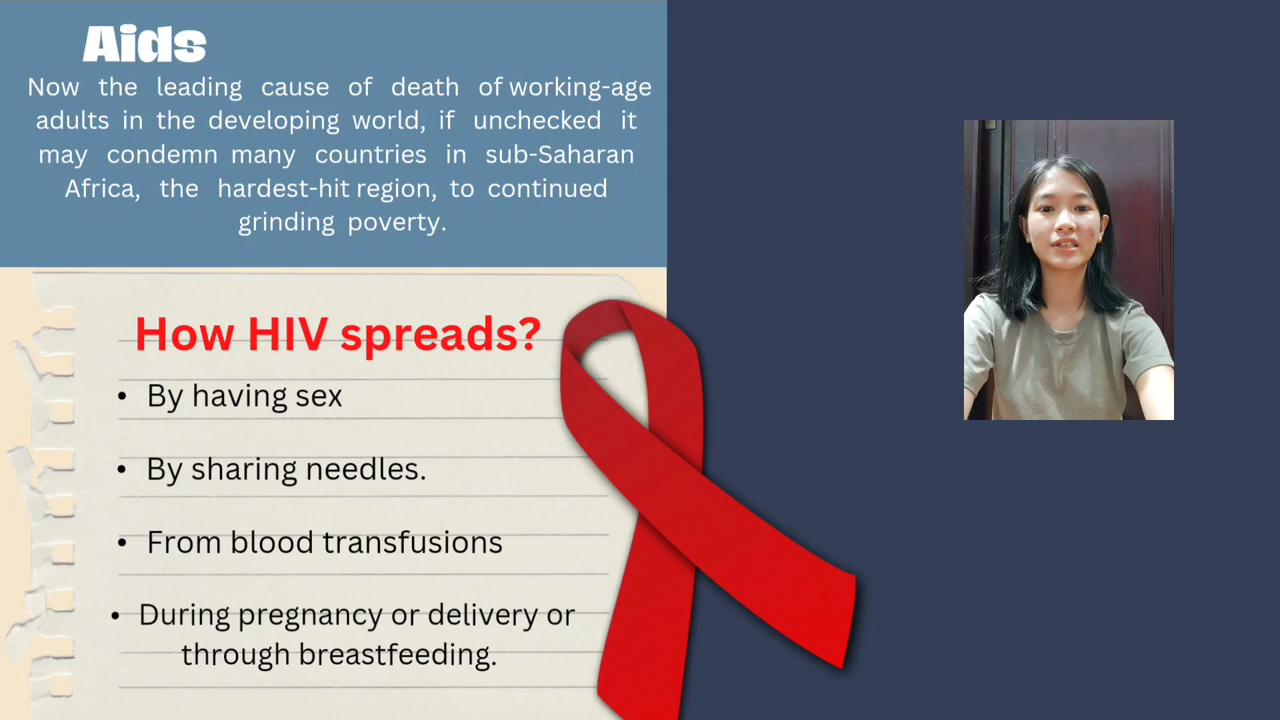 Aids
Now the leading cause of death of working-age
adults in the developing world, if unchecked it
may condemn many countries in sub-Saharan
Africa, the hardest-hit region, to continued
grinding poverty.
How HIV spreads?
• By having sex
• By sharing needles.
• From blood transfusions
• During pregnancy or delivery or
through breastfeeding.